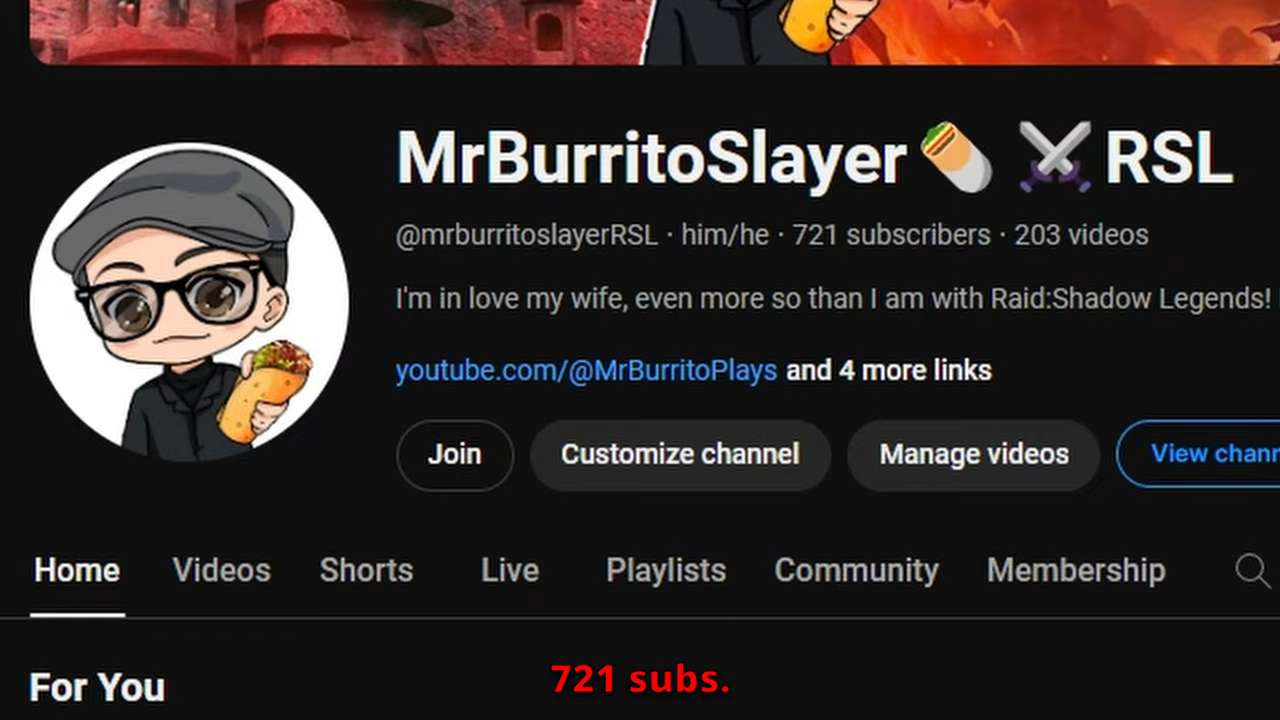 MrBurritoSlayer🌯 ⚔️ RSL
@mrburritoslayerRSL · him/he · 721 subscribers · 203 videos
I'm in love my wife, even more so than I am with Raid:Shadow Legends!
youtube.com/@MrBurritoPlays and 4 more links
Join Customize channel Manage videos View chann
Home Videos Shorts Live Playlists Community Membership
For You
721 subs.